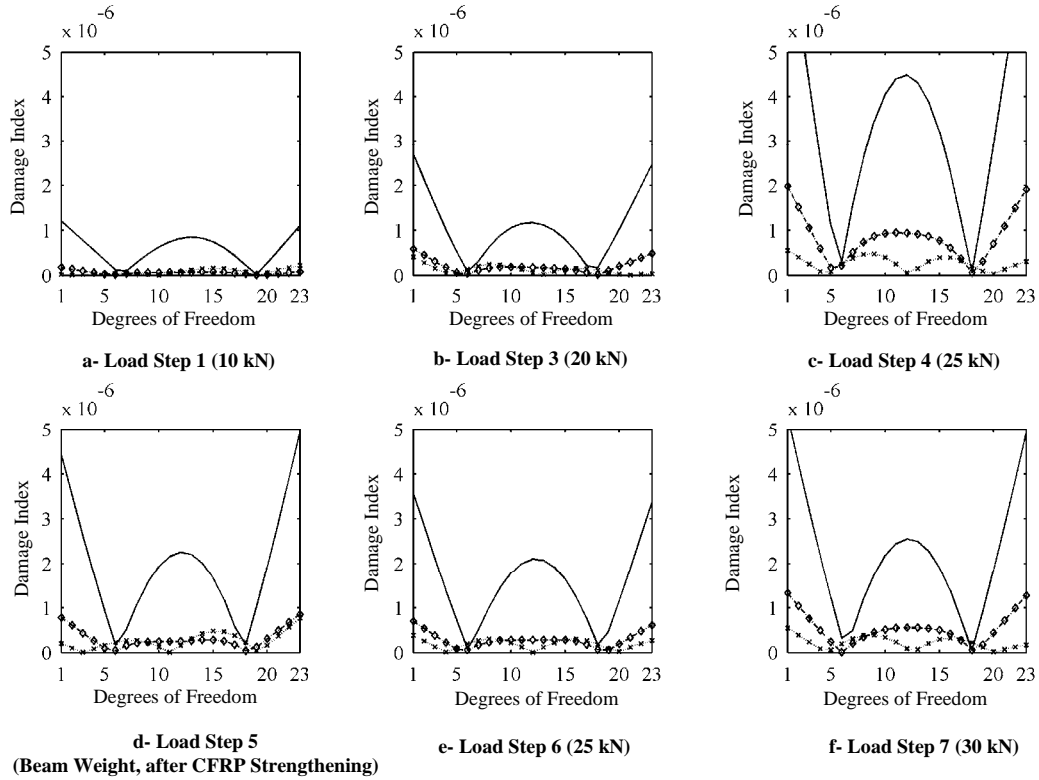 x 10 -6
5
4
3
2
1
0
Damage Index
1 5 10 15 20 23
Degrees of Freedom
a- Load Step 1 (10 kN)
x 10 -6
5
4
3
2
1
0
Damage Index
1 5 10 15 20 23
Degrees of Freedom
b- Load Step 3 (20 kN)
x 10 -6
5
4
3
2
1
0
Damage Index
1 5 10 15 20 23
Degrees of Freedom
c- Load Step 4 (25 kN)
x 10 -6
5
4
3
2
1
0
Damage Index
1 5 10 15 20 23
Degrees of Freedom
d- Load Step 5
(Beam Weight, after CFRP Strengthening)
x 10 -6
5
4
3
2
1
0
Damage Index
1 5 10 15 20 23
Degrees of Freedom
e- Load Step 6 (25 kN)
x 10 -6
5
4
3
2
1
0
Damage Index
1 5 10 15 20 23
Degrees of Freedom
f- Load Step 7 (30 kN)